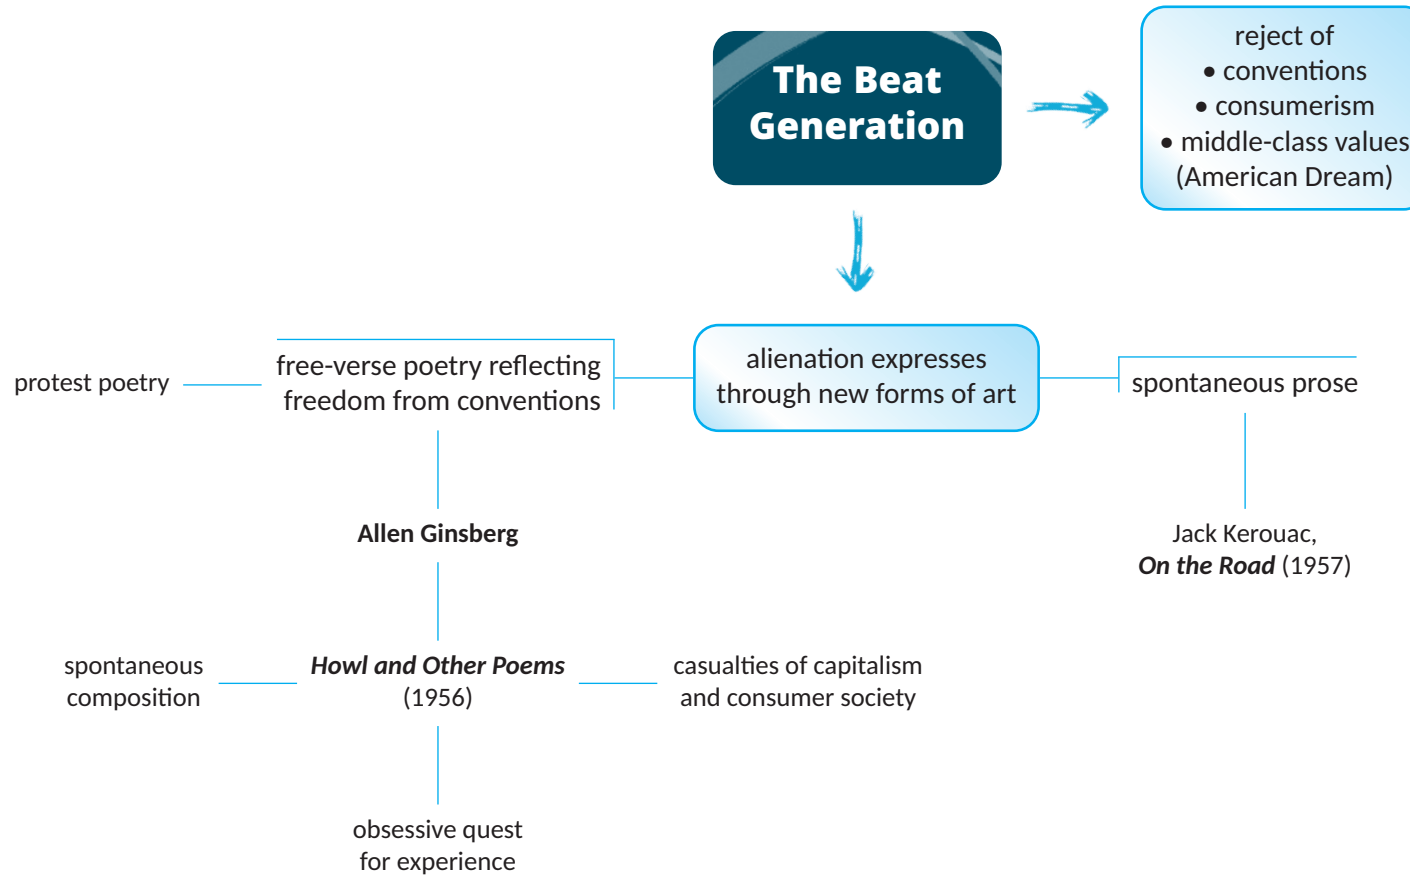 The Beat
Generation
reject of
• conventions
• consumerism
• middle-class values
(American Dream)
protest poetry
free-verse poetry reflecting
freedom from conventions
alienation expresses
through new forms of art
spontaneous prose
Allen Ginsberg
Jack Kerouac,
On the Road (1957)
spontaneous
composition
Howl and Other Poems
(1956)
casualties of capitalism
and consumer society
obsessive quest
for experience